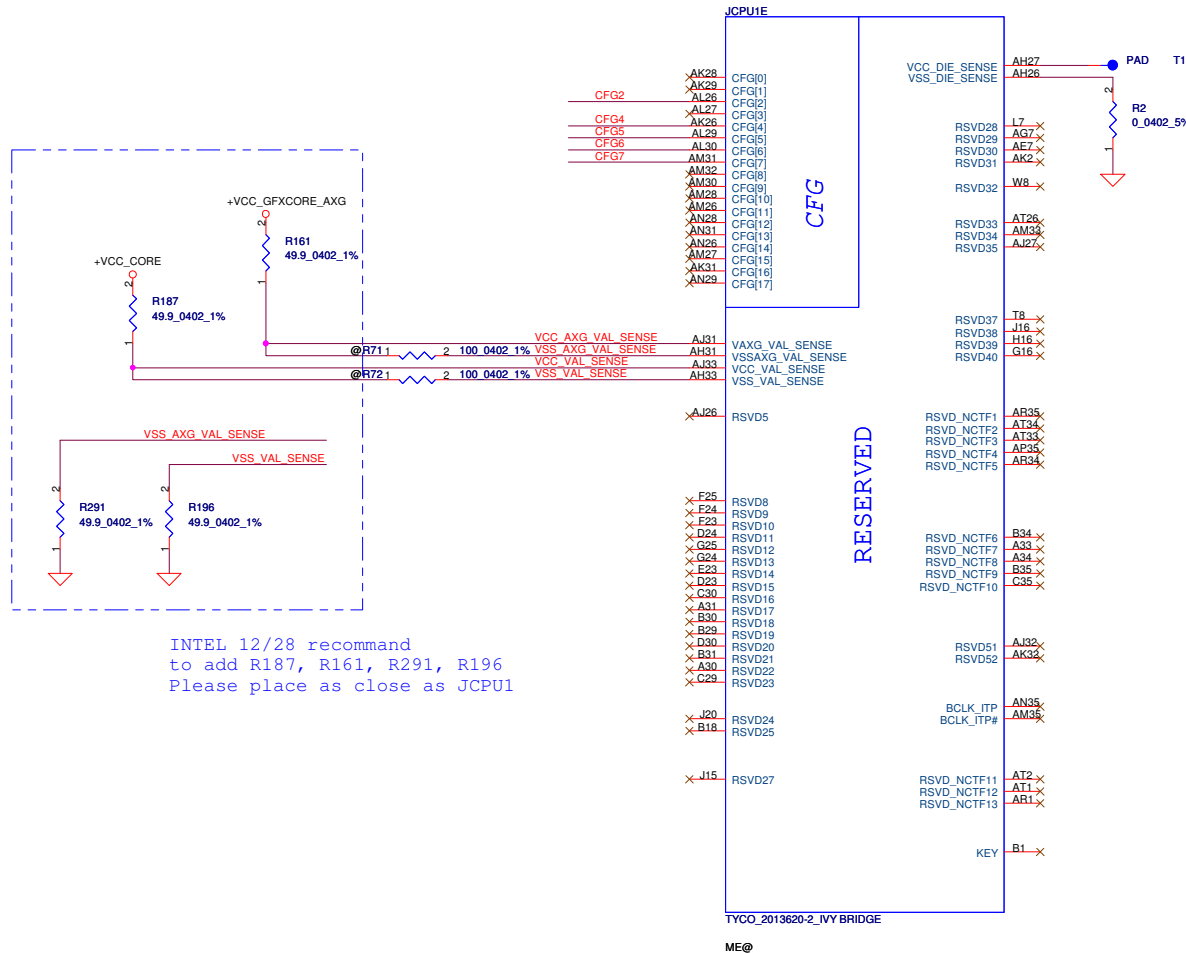 JCPU1E
VCC_DIE_SENSE AH27 PAD T1
VSS_DIE_SENSE AH26
R2
0_0402_5%
2
1
AK28 CFG[0]
AK29 CFG[1]
CFG2 AL26 CFG[2]
AL27 CFG[3]
CFG4 AK26 CFG[4]
CFG5 AL29 CFG[5]
CFG6 AL30 CFG[6]
CFG7 AM31 CFG[7]
AM32 CFG[8]
AM30 CFG[9]
AM28 CFG[10]
AM26 CFG[11]
AN28 CFG[12]
AN31 CFG[13]
AN26 CFG[14]
AM27 CFG[15]
AK31 CFG[16]
AN29 CFG[17]
CFG
RSVD28 L7
RSVD29 AG7
RSVD30 AE7
RSVD31 AK2
RSVD32 W8
RSVD33 AT26
RSVD34 AM33
RSVD35 AJ27
RSVD37 T8
RSVD38 J16
RSVD39 H16
RSVD40 G16
+VCC_GFXCORE_AXG
2
R161
49.9_0402_1%
1
+VCC_CORE
2
R187
49.9_0402_1%
1
VCC_AXG_VAL_SENSE AJ31 VAXG_VAL_SENSE
@R71 1 2 100_0402_1% VSS_AXG_VAL_SENSE AH31 VSSAXG_VAL_SENSE
VCC_VAL_SENSE AJ33 VCC_VAL_SENSE
@R72 1 2 100_0402_1% VSS_VAL_SENSE AH33 VSS_VAL_SENSE
AJ26 RSVD5
RSVD_NCTF1 AR35
RSVD_NCTF2 AT34
RSVD_NCTF3 AT33
RSVD_NCTF4 AP35
RSVD_NCTF5 AR34
RESERVED
VSS_AXG_VAL_SENSE
VSS_VAL_SENSE
2 2
R291 R196
49.9_0402_1% 49.9_0402_1%
1 1
F25 RSVD8
F24 RSVD9
F23 RSVD10
D24 RSVD11
G25 RSVD12
G24 RSVD13
E23 RSVD14
D23 RSVD15
C30 RSVD16
A31 RSVD17
B30 RSVD18
B29 RSVD19
D30 RSVD20
B31 RSVD21
A30 RSVD22
C29 RSVD23
J20 RSVD24
B18 RSVD25
J15 RSVD27
RSVD_NCTF6 B34
RSVD_NCTF7 A33
RSVD_NCTF8 A34
RSVD_NCTF9 B35
RSVD_NCTF10 C35
RSVD51 AJ32
RSVD52 AK32
BCLK_ITP AN35
BCLK_ITP# AM35
RSVD_NCTF11 AT2
RSVD_NCTF12 AT1
RSVD_NCTF13 AR1
KEY B1
INTEL 12/28 recommand
to add R187, R161, R291, R196
Please place as close as JCPU1
TYCO_2013620-2_IVY BRIDGE
ME@